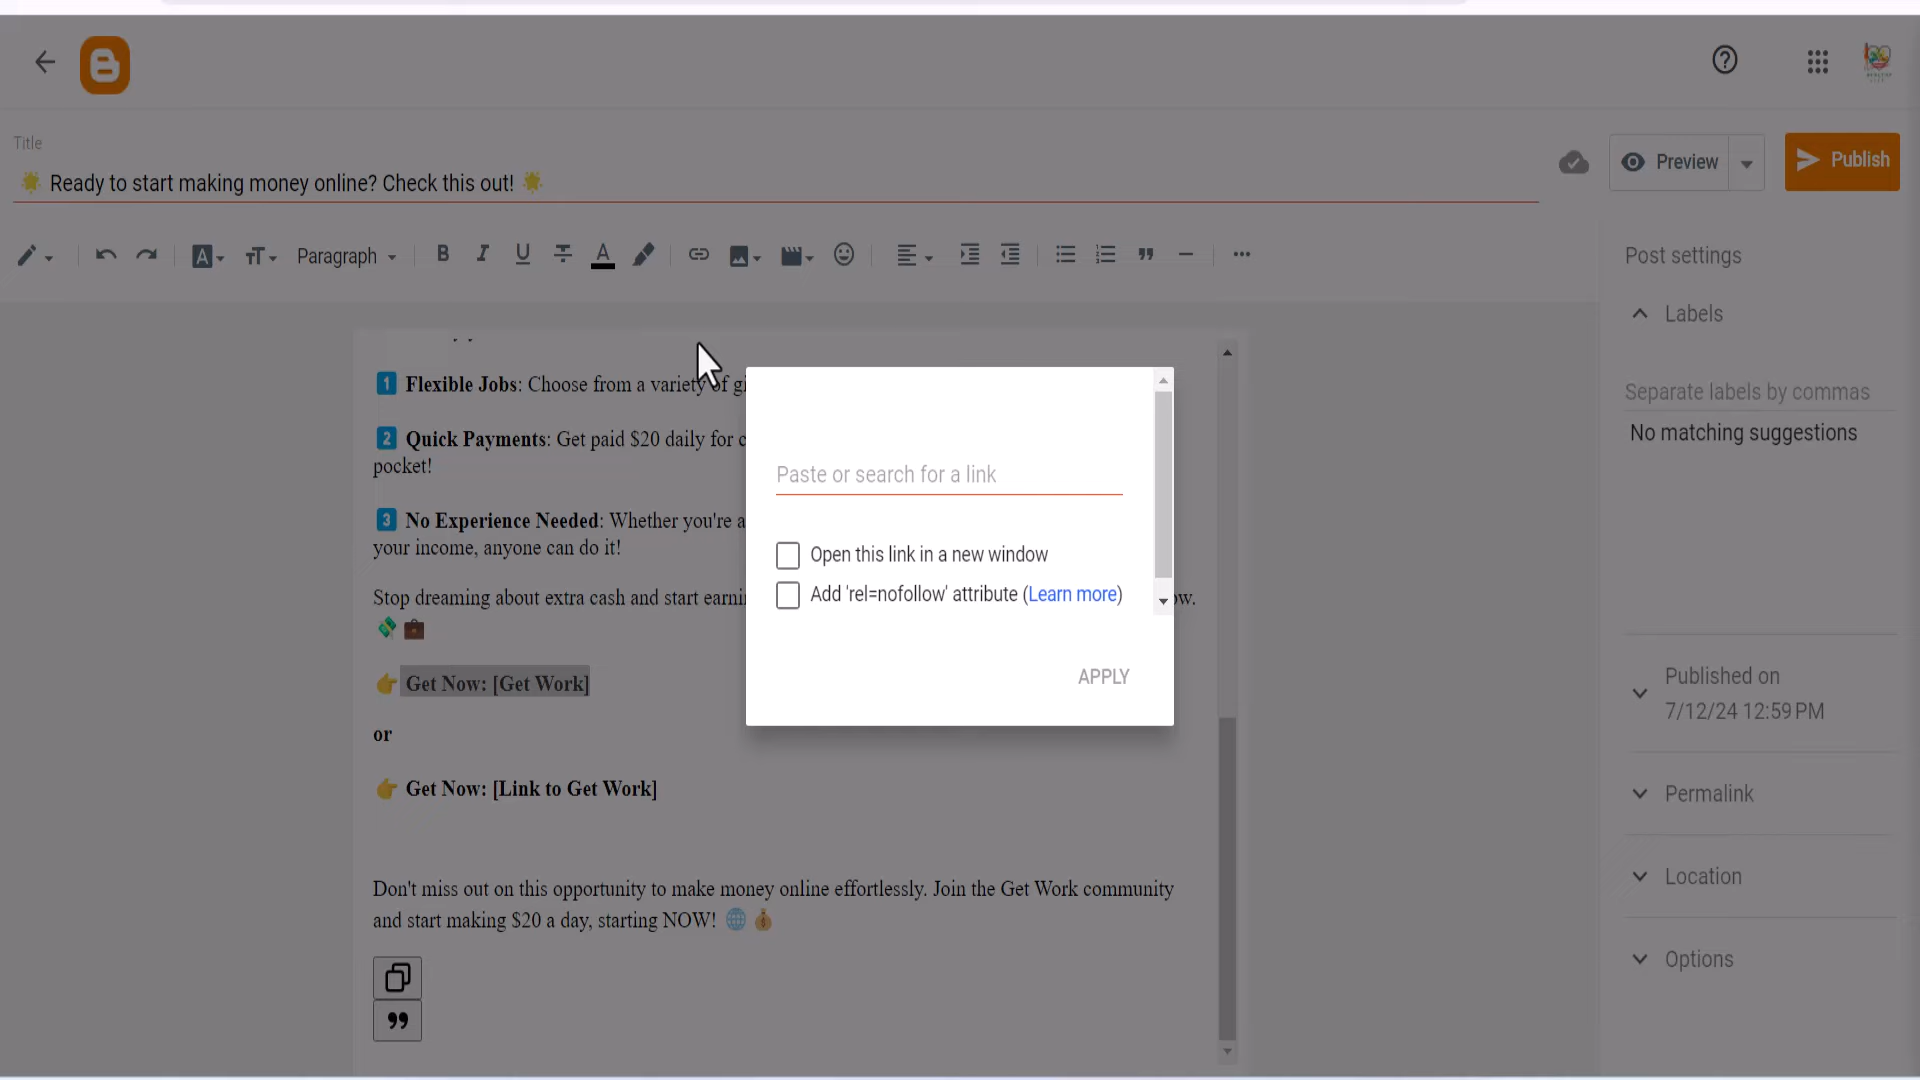 Title
Ready to start making money online? Check this out!
Preview
Publish
Paragraph
Post settings
Labels
Separate labels by commas
No matching suggestions
Published on
7/12/24 12:59 PM
Permalink
Location
Options
1 Flexible Jobs: Choose from a variety of gi
2 Quick Payments: Get paid $20 daily for c
pocket!
3 No Experience Needed: Whether you're a
your income, anyone can do it!
Stop dreaming about extra cash and start earni
ow.
Get Now: [Get Work]
or
Get Now: [Link to Get Work]
Don't miss out on this opportunity to make money online effortlessly. Join the Get Work community
and start making $20 a day, starting NOW!
Paste or search for a link
Open this link in a new window
Add 'rel=nofollow' attribute (Learn more)
APPLY